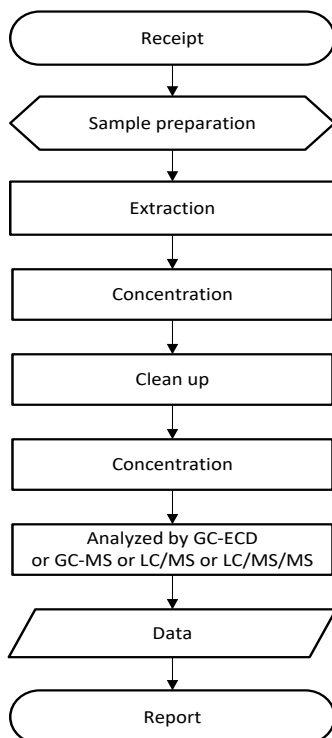 Receipt
Sample preparation
Extraction
Concentration
Clean up
Concentration
Analyzed by GC-ECD
or GC-MS or LC/MS or LC/MS/MS
Data
Report